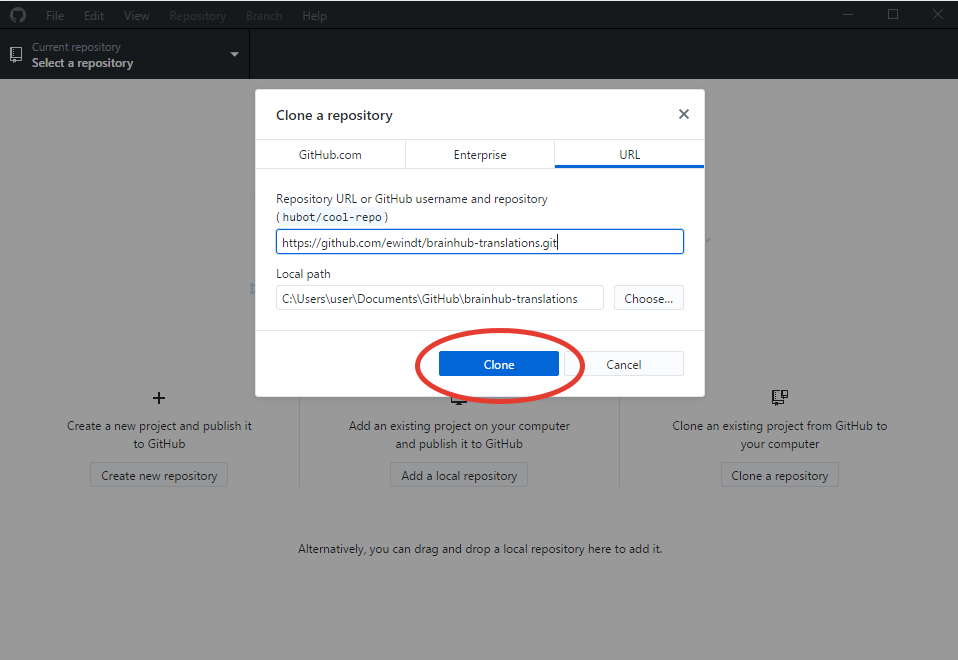 File Edit View Repository Branch Help
Current repository
Select a repository
Clone a repository
GitHub.com Enterprise URL
Repository URL or GitHub username and repository
(hubot/cool-repo)
https://github.com/ewindt/brainhub-translations.git
Local path
C:\Users\user\Documents\GitHub\brainhub-translations Choose...
Clone Cancel
Create a new project and publish it
to GitHub
Create new repository
Add an existing project on your computer
and publish it to GitHub
Add a local repository
Clone an existing project from GitHub to
your computer
Clone a repository
Alternatively, you can drag and drop a local repository here to add it.